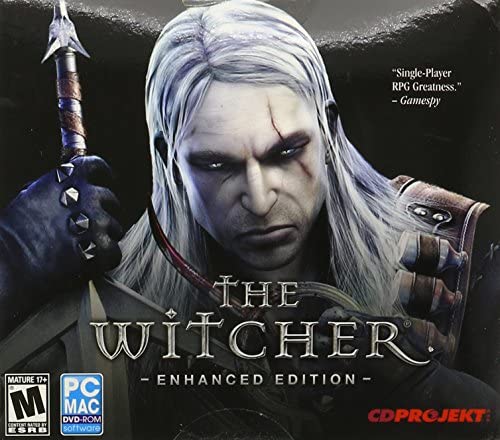 “Single-Player
RPG Greatness.”
– Gamespy
THE
WITCHER®
– ENHANCED EDITION –
MATURE 17+
M
CONTENT RATED BY
ESRB
PC
MAC
DVD-ROM
software
CDPROJEKT